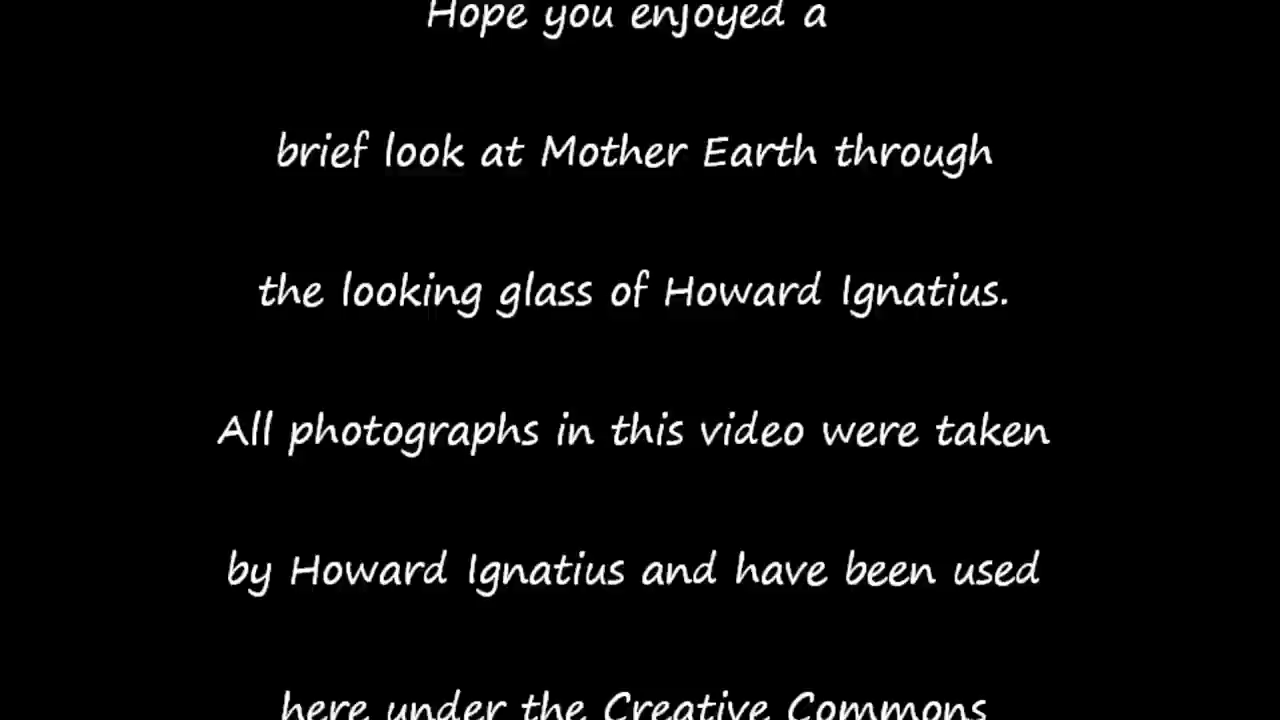 Hope you enjoyed a
brief look at Mother Earth through
the looking glass of Howard Ignatius.
All photographs in this video were taken
by Howard Ignatius and have been used
here under the Creative Commons